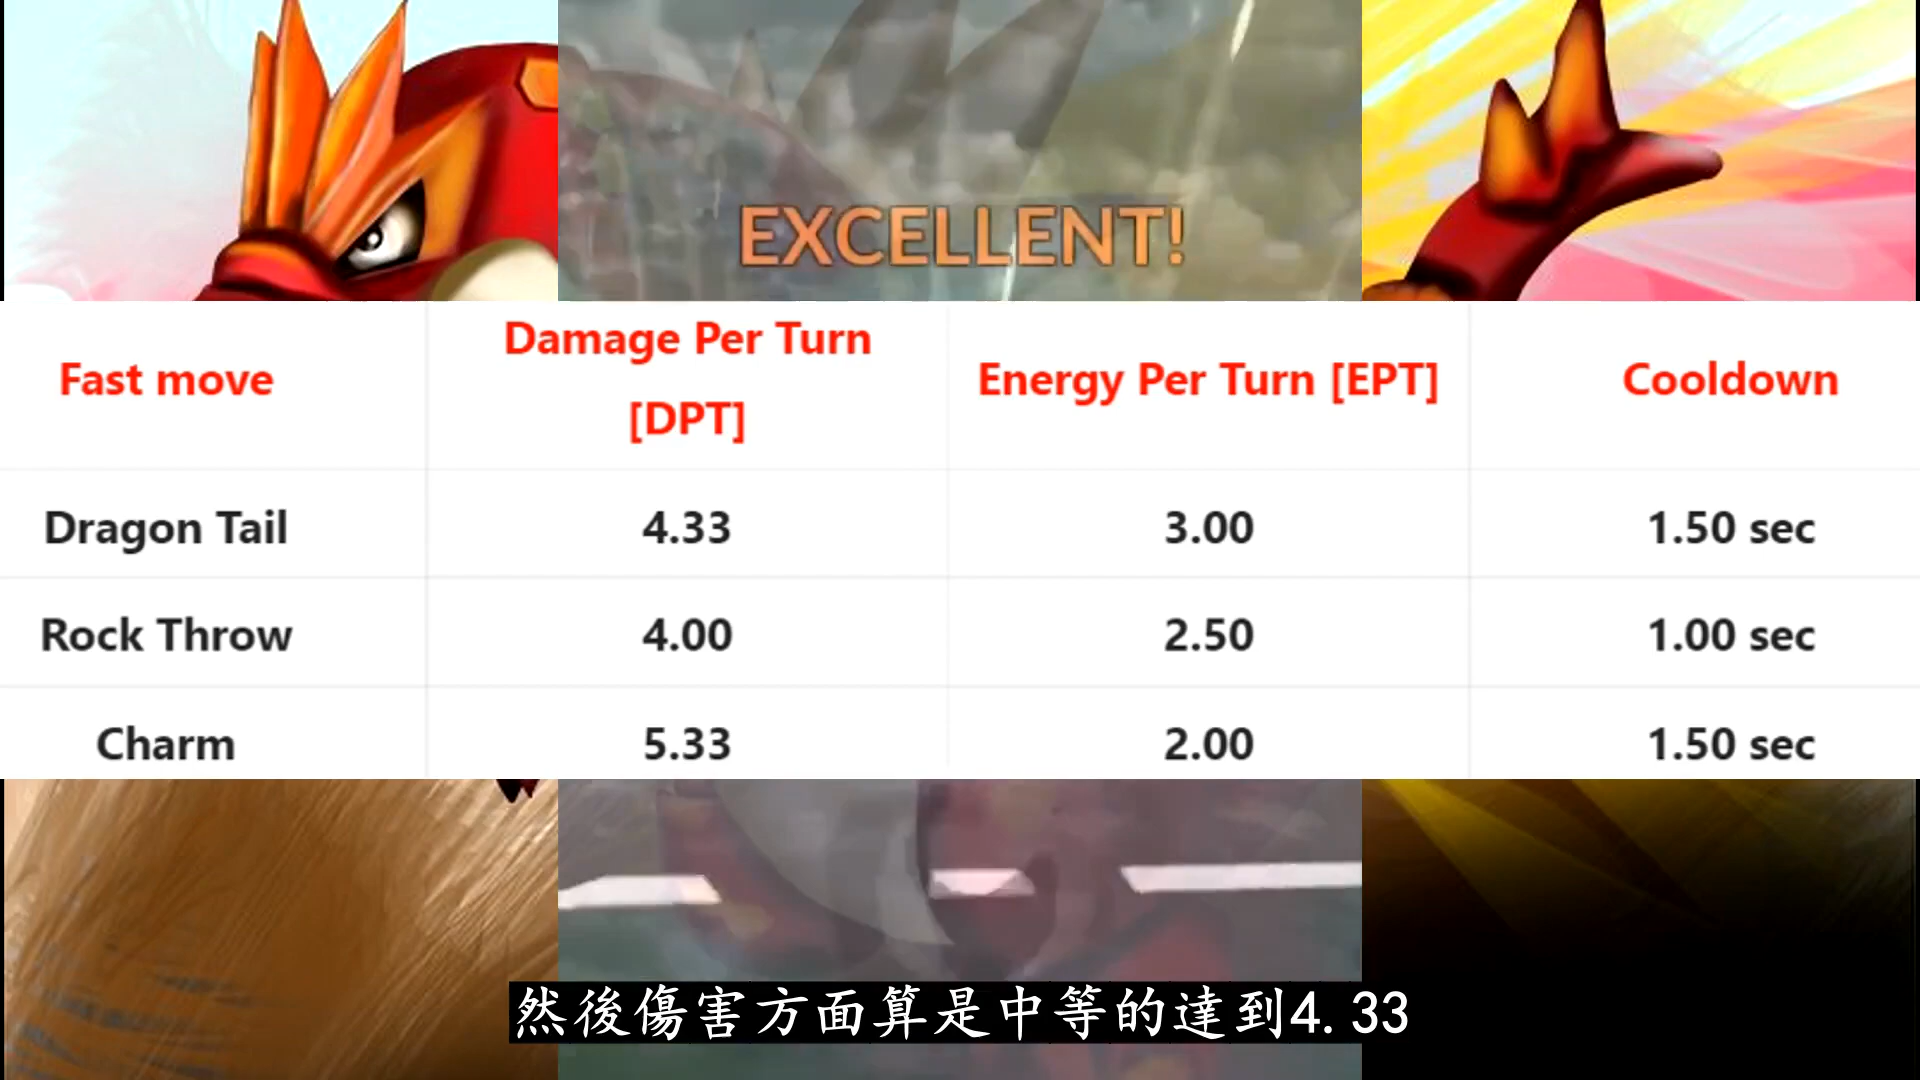 EXCELLENT!
Fast move Damage Per Turn [DPT] Energy Per Turn [EPT] Cooldown
Dragon Tail 4.33 3.00 1.50 sec
Rock Throw 4.00 2.50 1.00 sec
Charm 5.33 2.00 1.50 sec
然後傷害方面算是中等的達到4.33